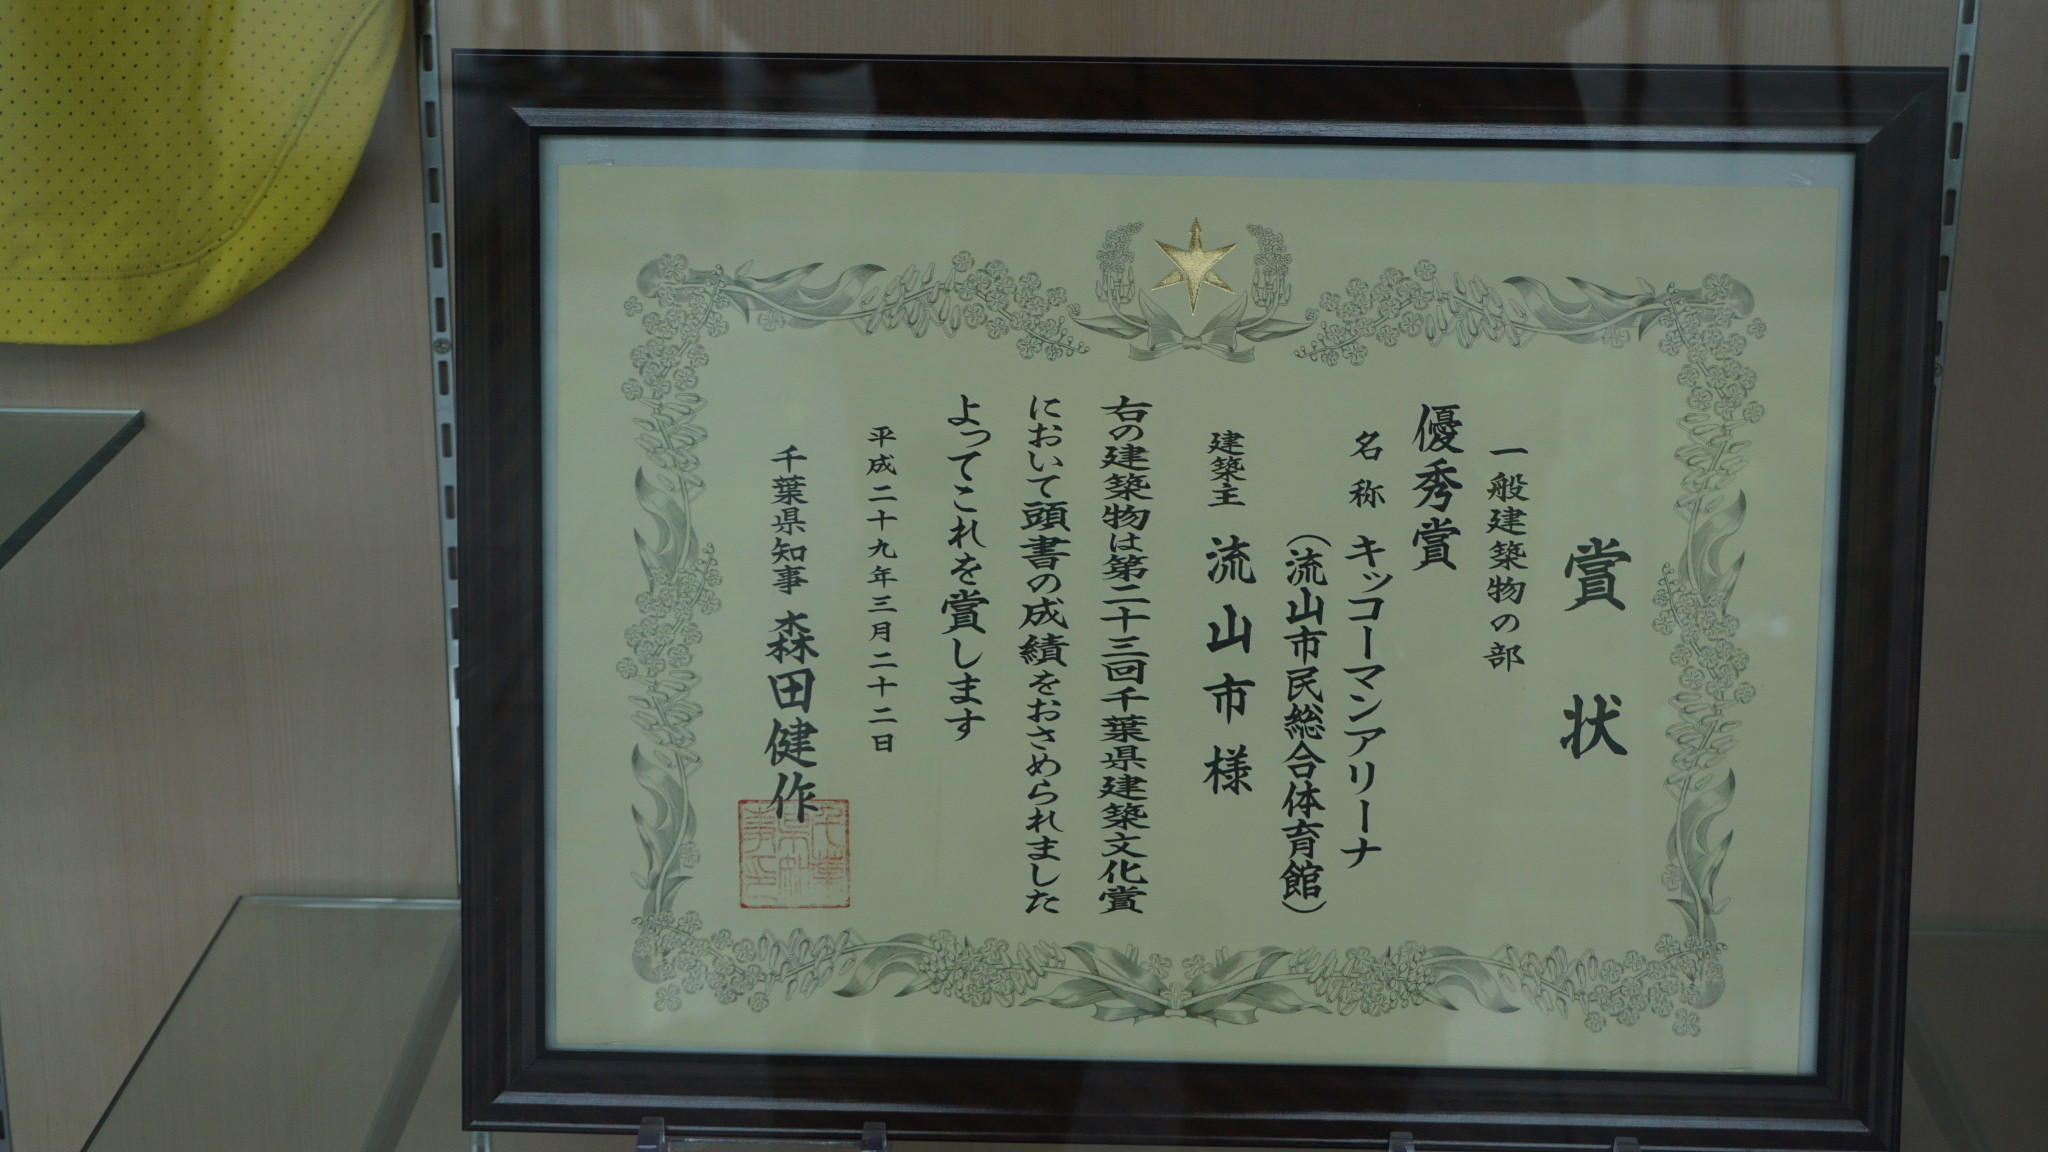 賞状
一般建築物の部
優秀賞
名称 キッコーマンアリーナ
(流山市民総合体育館)
建築主 流山市様
右の建築物は第二十三回千葉県建築文化賞
において頭書の成績をおさめられました
よってこれを賞します
平成二十九年三月二十二日
千葉県知事 森田健作